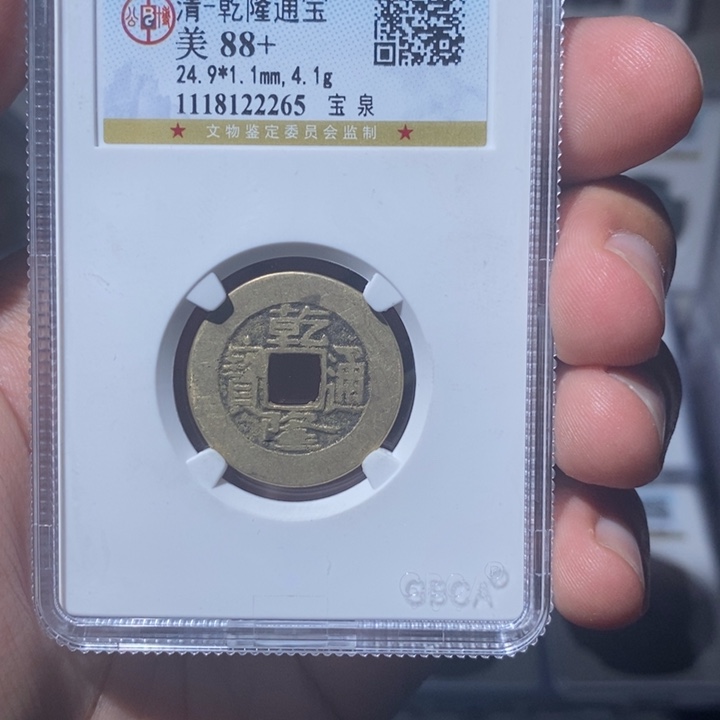 清-乾隆通宝
美 88+
24.9*1.1mm,4.1g
1118122265 宝泉
★ 文物鉴定委员会监制 ★
乾隆通寶
GBCA